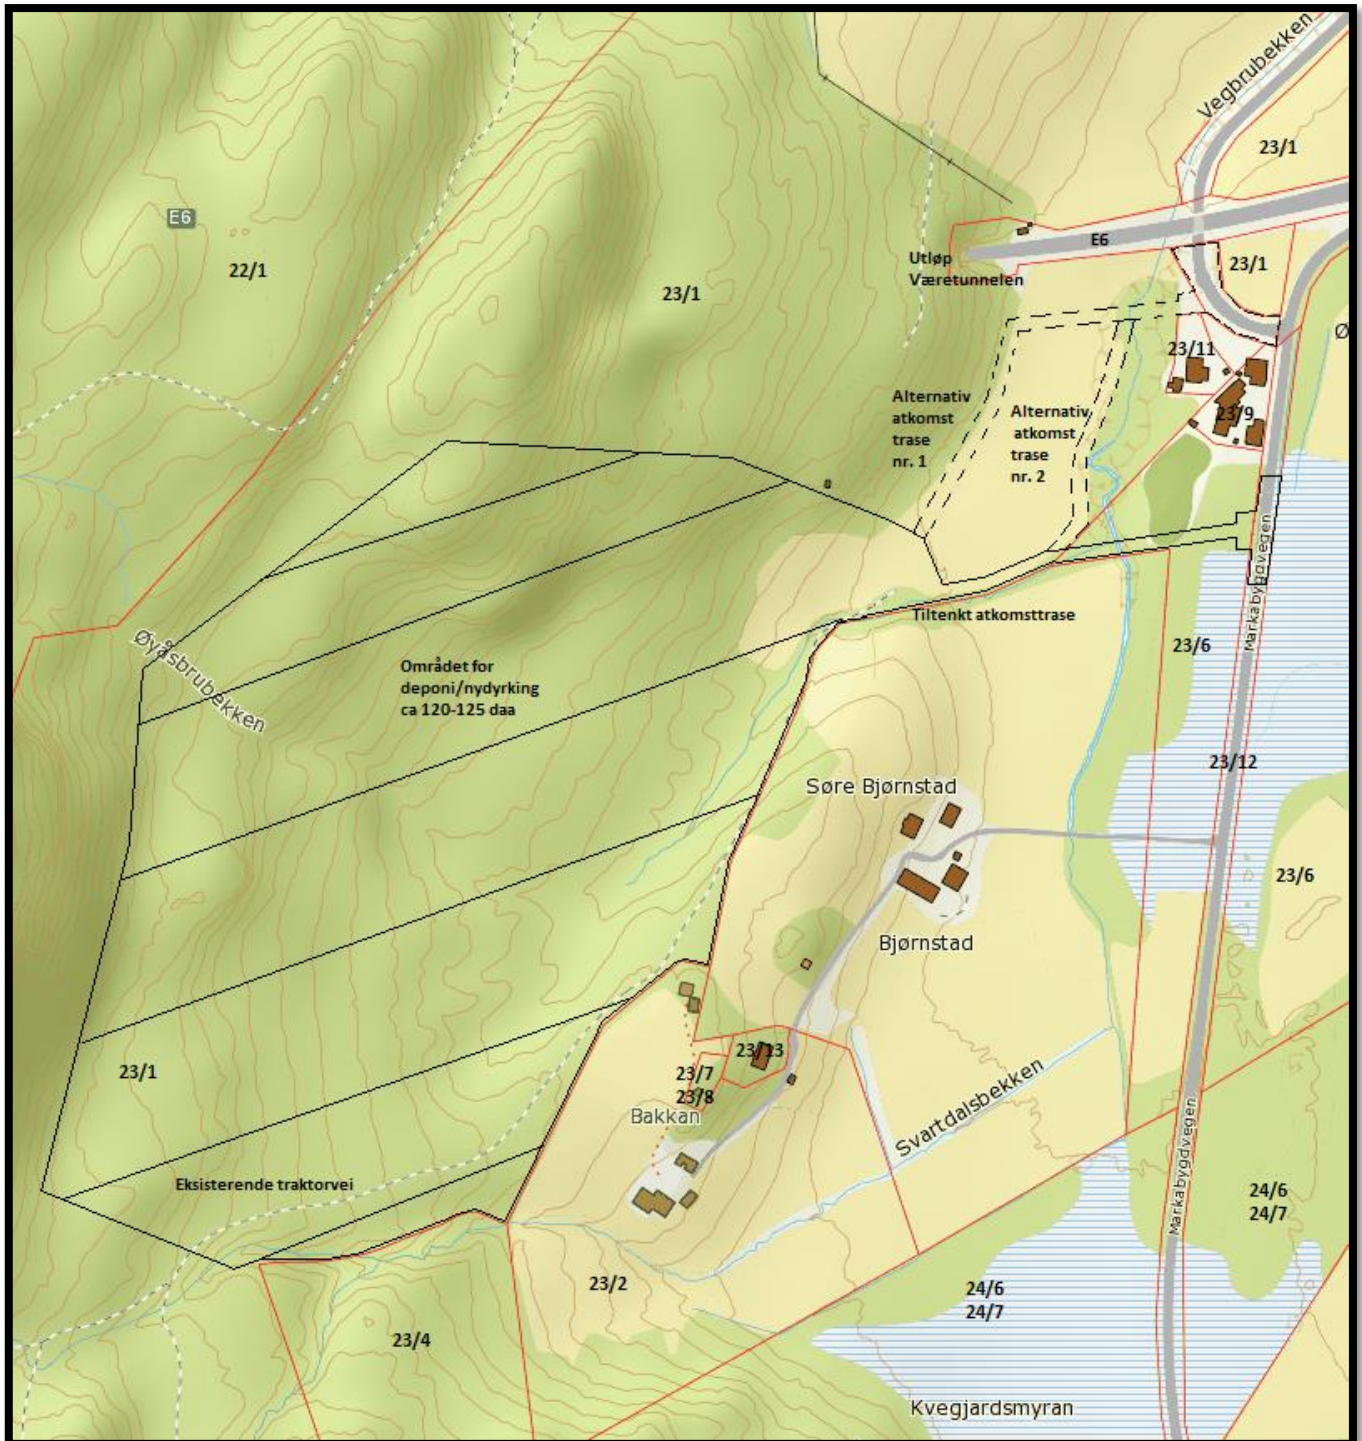 Vegbrubekken
23/1
E6
22/1
23/1
E6
Utløp
Væretunnelen
23/1
Ø
23/11
23/9
Alternativ
atkomst
trase
nr. 1
Alternativ
atkomst
trase
nr. 2
Markabygdvegen
Tiltenkt atkomsttrase
23/6
Øyåsbrubekken
Området for
deponi/nydyrking
ca 120-125 daa
23/12
Søre Bjørnstad
23/6
Bjørnstad
23/13
23/1
23/7
23/8
Bakkan
Svartdalsbekken
Markabygdvegen
Eksisterende traktorvei
24/6
24/7
23/2
24/6
24/7
23/4
Kvegjardsmyran